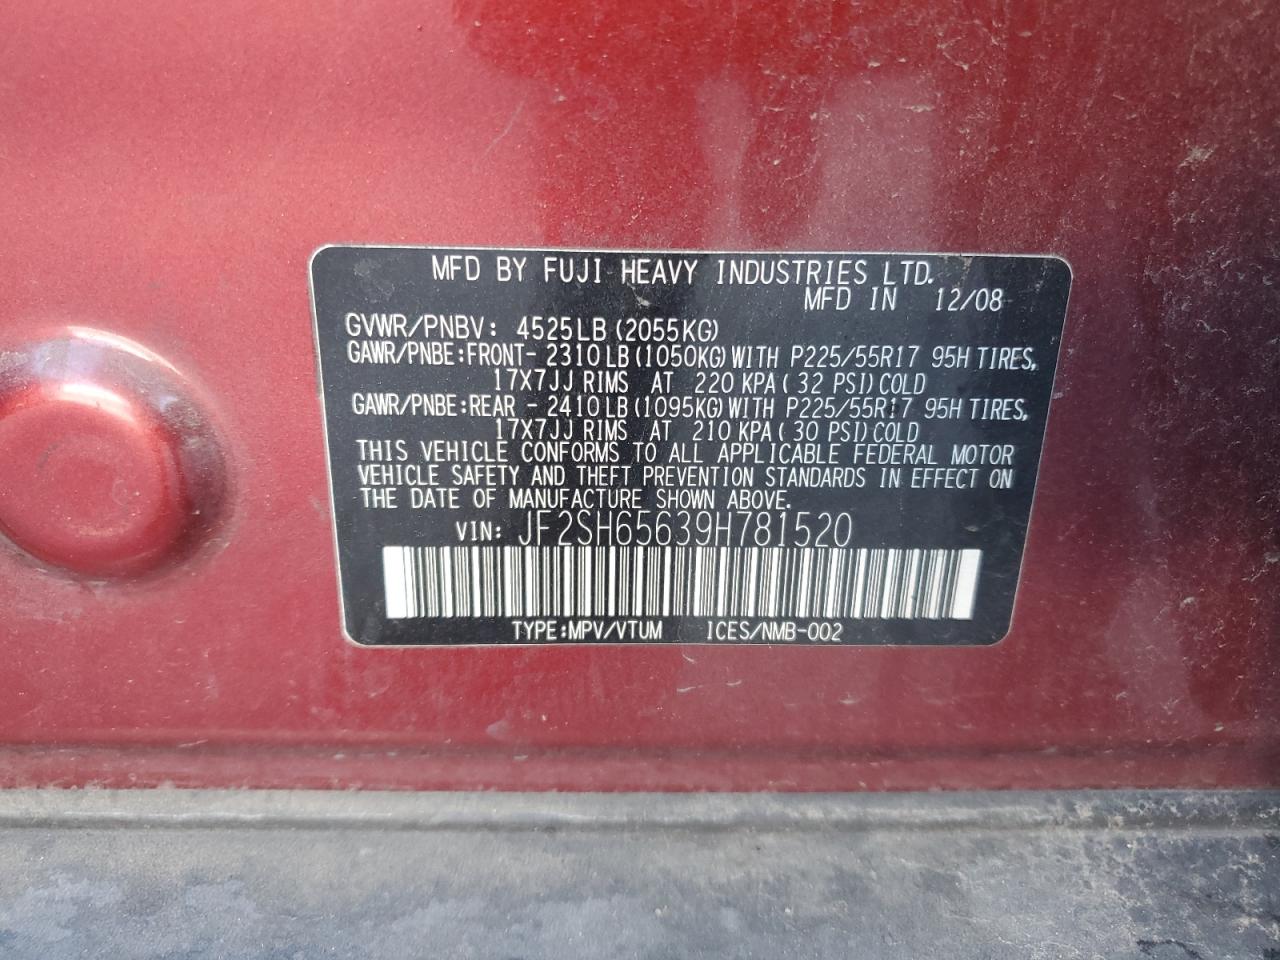 MFD BY FUJI HEAVY INDUSTRIES LTD.
MFD IN 12/08
GVWR/PNBV: 4525LB(2055KG)
GAWR/PNBE:FRONT- 2310LB(1050KG)WITH P225/55R17 95H TIRES,
17X7JJ RIMS AT 220 KPA( 32 PSI)COLD
GAWR/PNBE:REAR - 2410LB(1095KG)WITH P225/55R17 95H TIRES,
17X7JJ RIMS AT 210 KPA( 30 PSI)COLD
THIS VEHICLE CONFORMS TO ALL APPLICABLE FEDERAL MOTOR
VEHICLE SAFETY AND THEFT PREVENTION STANDARDS IN EFFECT ON
THE DATE OF MANUFACTURE SHOWN ABOVE.
VIN: JF2SH65639H781520
TYPE:MPV/VTUM ICES/NMB-002